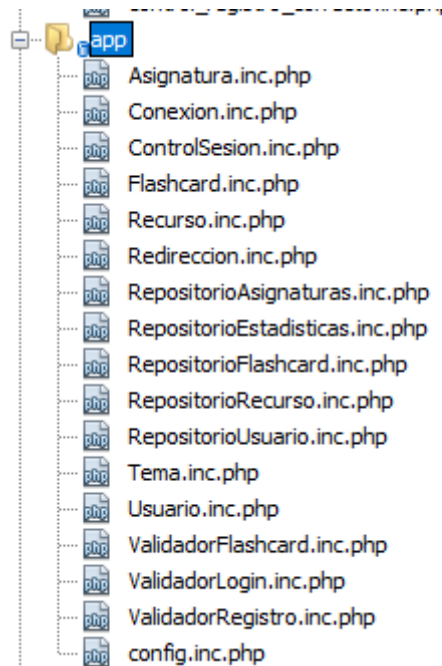 app
Asignatura.inc.php
Conexion.inc.php
ControlSesion.inc.php
Flashcard.inc.php
Recurso.inc.php
Redireccion.inc.php
RepositorioAsignaturas.inc.php
RepositorioEstadisticas.inc.php
RepositorioFlashcard.inc.php
RepositorioRecurso.inc.php
RepositorioUsuario.inc.php
Tema.inc.php
Usuario.inc.php
ValidadorFlashcard.inc.php
ValidadorLogin.inc.php
ValidadorRegistro.inc.php
config.inc.php